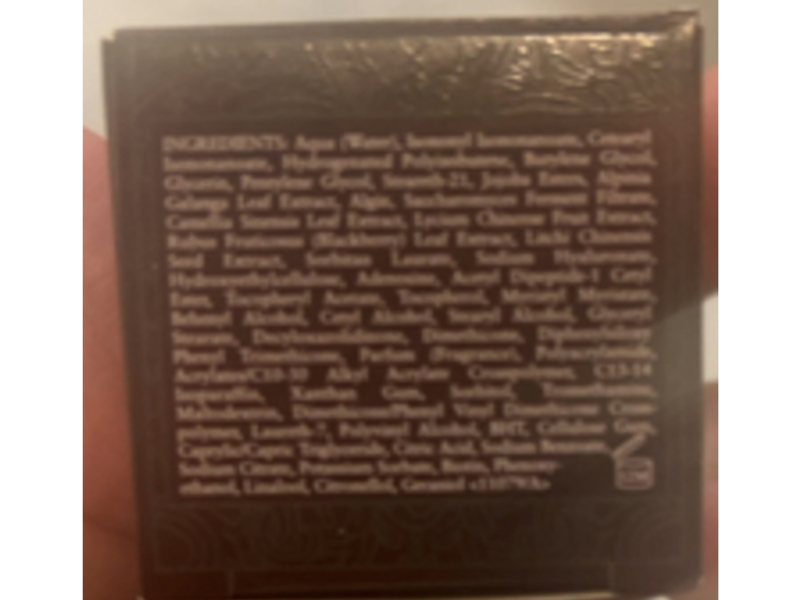 INGREDIENTS: Aqua (Water), Isononyl Isononanoate, Cetearyl
Isononanoate, Hydrogenated Polyisobutene, Butylene Glycol,
Glycerin, Propylene Glycol, Steareth-21, Jojoba Esters, Alpinia
Galanga Leaf Extract, Algin, Saccharomyces Ferment Filtrate,
Camellia Sinensis Leaf Extract, Lycium Chinense Fruit Extract,
Rubus Fruticosus (Blackberry) Leaf Extract, Litchi Chinensis
Seed Extract, Sorbitan Laurate, Sodium Hyaluronate,
Hydroxyethylcellulose, Adenosine, Acetyl Dipeptide-1 Cetyl
Ester, Tocopheryl Acetate, Tocopherol, Myristyl Myristate,
Behenyl Alcohol, Cetyl Alcohol, Stearyl Alcohol, Glyceryl
Stearate, Dimethicone, Diphenylsiloxy
Phenyl Trimethicone, Parfum (Fragrance), Polyacrylamide,
Acrylates/C10-30 Alkyl Acrylate Crosspolymer, C13-14
Isoparaffin, Xanthan Gum, Sorbitol,
Maltodextrin, Dimethicone/Phenyl Vinyl Dimethicone Cross-
polymer, Laureth-7, Polyvinyl Alcohol, BHT, Cellulose Gum,
Caprylic/Capric Triglyceride, Citric Acid, Sodium Benzoate,
Sodium Citrate, Potassium Sorbate, Biotin, Phenoxy-
ethanol, Linalool, Citronellol, Geraniol